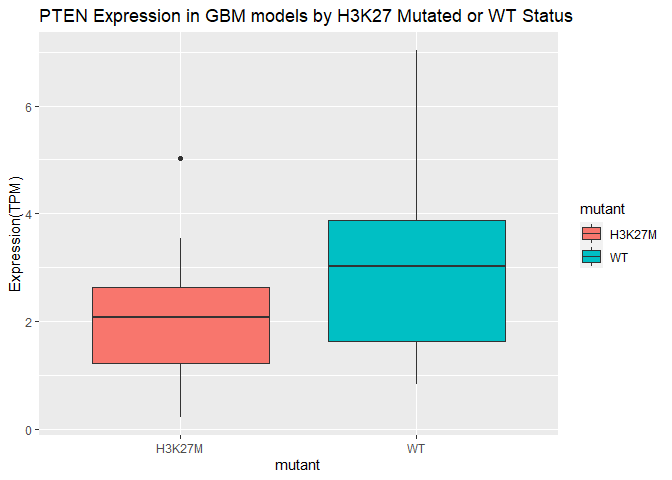 PTEN Expression in GBM models by H3K27 Mutated or WT Status
Expression(TPM)
6
4
2
0
H3K27M
WT
mutant
mutant
H3K27M
WT